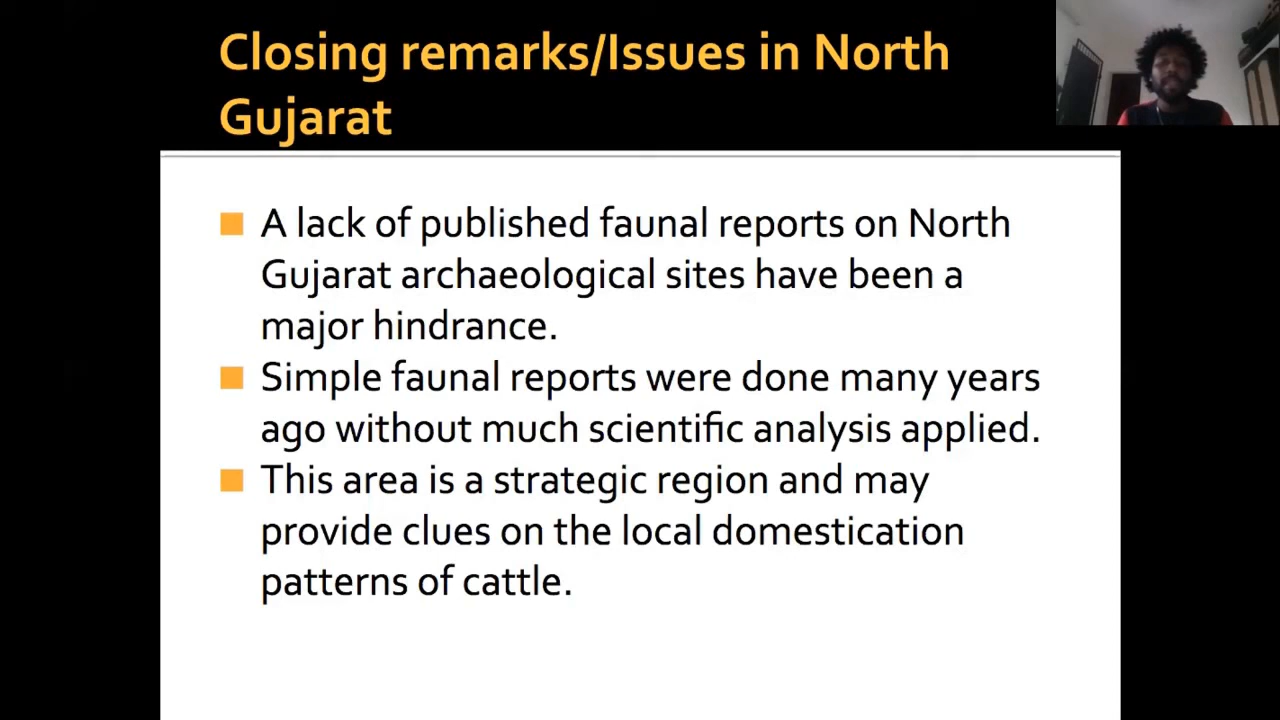 Closing remarks/Issues in North
Gujarat
A lack of published faunal reports on North
Gujarat archaeological sites have been a
major hindrance.
Simple faunal reports were done many years
ago without much scientific analysis applied.
This area is a strategic region and may
provide clues on the local domestication
patterns of cattle.